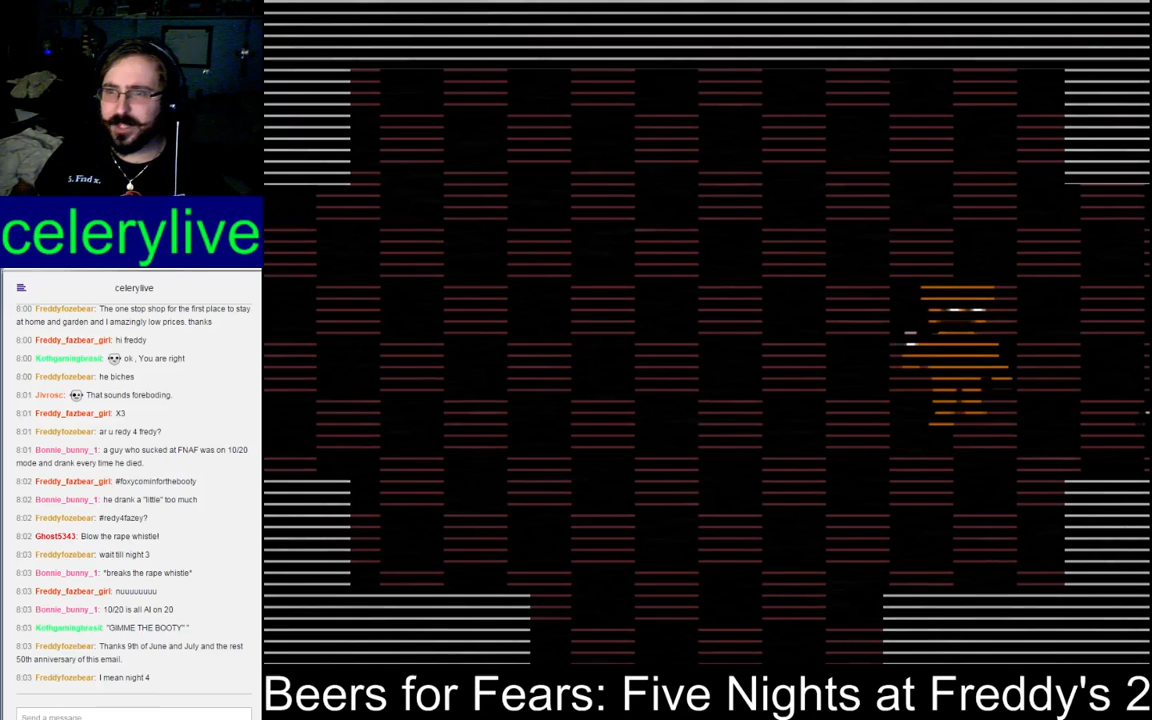 5. Find x.
celerylive
celerylive
8:00 Freddyfozebear: The one stop shop for the first place to stay
at home and garden and I amazingly low prices. thanks
8:00 Freddy_fazbear_girl: hi freddy
8:00 Kothgamingbrasil: ok , You are right
8:00 Freddyfozebear: he biches
8:01 Jivrosc: That sounds foreboding.
8:01 Freddy_fazbear_girl: X3
8:01 Freddyfozebear: ar u redy 4 fredy?
8:01 Bonnie_bunny_1: a guy who sucked at FNAF was on 10/20
mode and drank every time he died.
8:02 Freddy_fazbear_girl: #foxycominforthebooty
8:02 Bonnie_bunny_1: he drank a "little" too much
8:02 Freddyfozebear: #redy4fazey?
8:02 Ghost5343: Blow the rape whistle!
8:03 Freddyfozebear: wait till night 3
8:03 Bonnie_bunny_1: *breaks the rape whistle*
8:03 Freddy_fazbear_girl: nuuuuuuuu
8:03 Bonnie_bunny_1: 10/20 is all AI on 20
8:03 Kothgamingbrasil: "GIMME THE BOOTY" "
8:03 Freddyfozebear: Thanks 9th of June and July and the rest
50th anniversary of this email.
8:03 Freddyfozebear: I mean night 4
Send a message
Beers for Fears: Five Nights at Freddy's 2